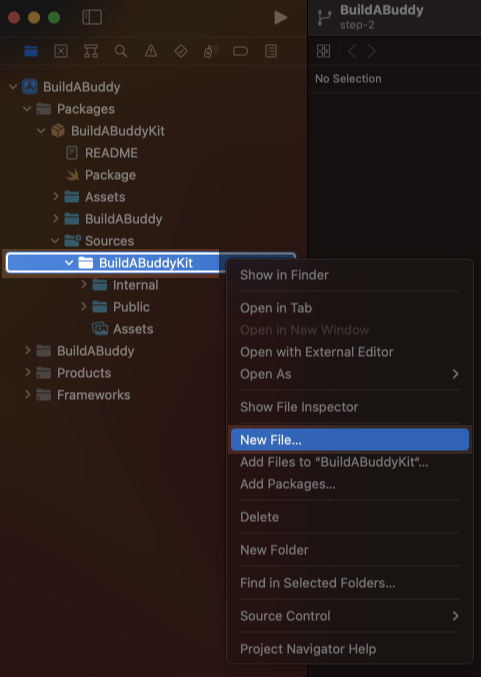 BuildABuddy
step-2
No Selection
BuildABuddy
Packages
BuildABuddyKit
README
Package
Assets
BuildABuddy
Sources
BuildABuddyKit
Internal
Public
Assets
BuildABuddy
Products
Frameworks
Show in Finder
Open in Tab
Open in New Window
Open with External Editor
Open As
Show File Inspector
New File...
Add Files to “BuildABuddyKit”...
Add Packages...
Delete
New Folder
Find in Selected Folders...
Source Control
Project Navigator Help